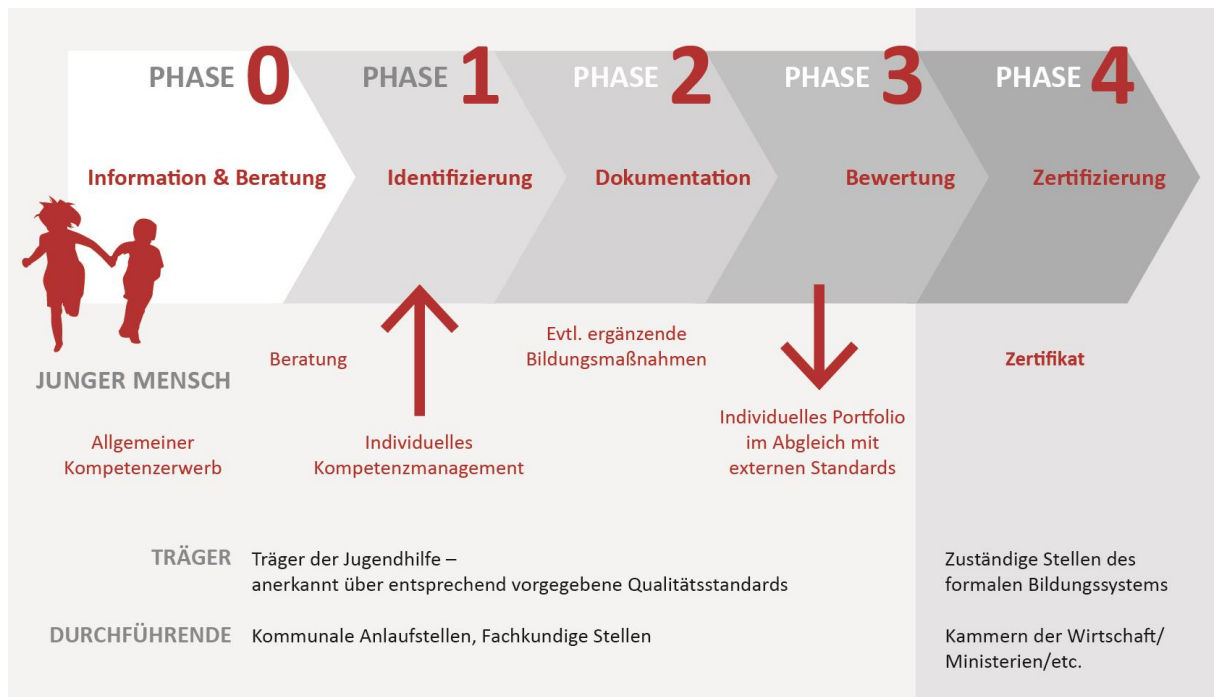 PHASE 0
PHASE 1
PHASE 2
PHASE 3
PHASE 4
Information & Beratung
Identifizierung
Dokumentation
Bewertung
Zertifizierung
JUNGER MENSCH
Allgemeiner
Kompetenzerwerb
Beratung
Individuelles
Kompetenzmanagement
Evtl. ergänzende
Bildungsmaßnahmen
Individuelles Portfolio
im Abgleich mit
externen Standards
Zertifikat
TRÄGER
Träger der Jugendhilfe –
anerkannt über entsprechend vorgegebene Qualitätsstandards
Zuständige Stellen des
formalen Bildungssystems
DURCHFÜHRENDE
Kommunale Anlaufstellen, Fachkundige Stellen
Kammern der Wirtschaft/
Ministerien/etc.